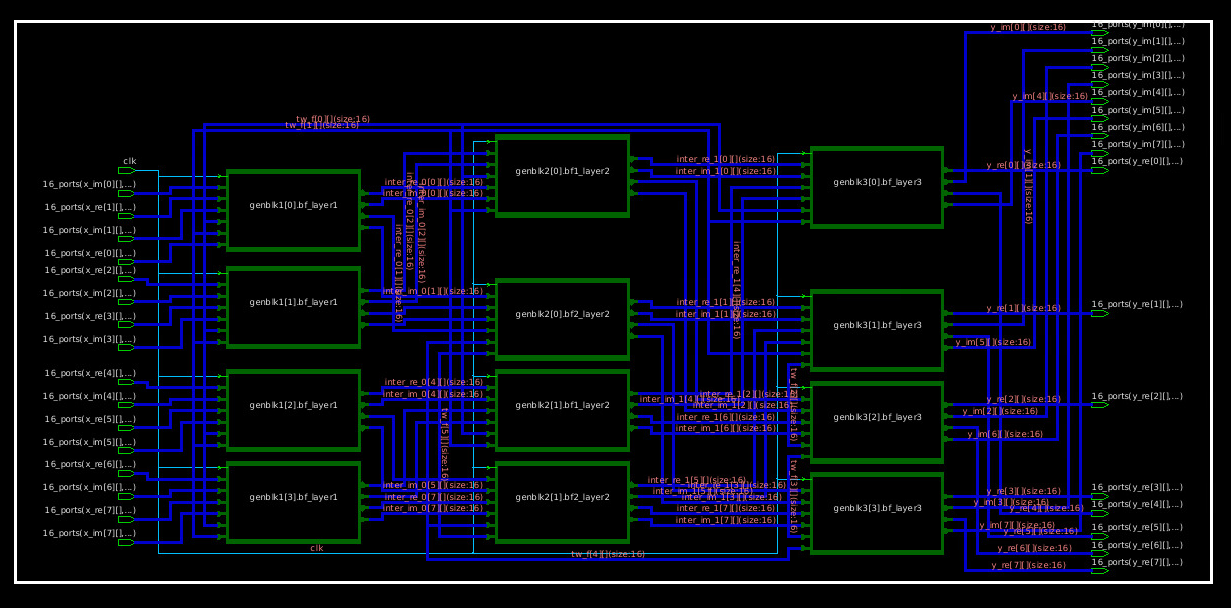 clk
16_ports(x_im[0][],...)
16_ports(x_re[1][],...)
16_ports(x_im[1][],...)
16_ports(x_re[0][],...)
16_ports(x_re[2][],...)
16_ports(x_im[2][],...)
16_ports(x_re[3][],...)
16_ports(x_im[3][],...)
16_ports(x_re[4][],...)
16_ports(x_im[4][],...)
16_ports(x_re[5][],...)
16_ports(x_im[5][],...)
16_ports(x_re[6][],...)
16_ports(x_im[6][],...)
16_ports(x_re[7][],...)
16_ports(x_im[7][],...)
tw_f[0][](size:16)
tw_f[1][](size:16)
genblk1[0].bf_layer1
genblk1[1].bf_layer1
genblk1[2].bf_layer1
genblk1[3].bf_layer1
clk
inter_re_0[0][](size:16)
inter_im_0[0][](size:16)
inter_re_0[2][](size:16)
inter_im_0[2][](size:16)
inter_re_0[1][](size:16)
inter_im_0[1][](size:16)
inter_re_0[4][](size:16)
inter_im_0[4][](size:16)
tw_f[5][](size:16)
inter_im_0[5][](size:16)
inter_re_0[7][](size:16)
inter_im_0[7][](size:16)
genblk2[0].bf_layer2
genblk2[0].bf2_layer2
genblk2[1].bf1_layer2
genblk2[1].bf2_layer2
tw_f[4][](size:16)
inter_re_1[0][](size:16)
inter_im_1[0][](size:16)
inter_re_1[4][](size:16)
inter_re_1[1][](size:16)
inter_im_1[1][](size:16)
inter_re_1[2][](size:16)
inter_im_1[4][](size:16)
inter_im_1[2][](size:16)
inter_re_1[6][](size:16)
inter_im_1[6][](size:16)
inter_re_1[5][](size:16)
inter_re_1[3][](size:16)
inter_im_1[5][](size:16)
inter_im_1[3][](size:16)
inter_re_1[7][](size:16)
inter_im_1[7][](size:16)
tw_f[3][](size:16)
genblk3[0].bf_layer3
genblk3[1].bf_layer3
genblk3[2].bf_layer3
genblk3[3].bf_layer3
y_im[0][](size:16)
y_im[4][](size:16)
y_re[0][](size:16)
y_im[1][](size:16)
y_re[1][](size:16)
y_im[5][](size:16)
y_re[2][](size:16)
y_im[2][](size:16)
y_im[6][](size:16)
y_re[3][](size:16)
y_im[3][](size:16)
y_re[4][](size:16)
y_im[7][](size:16)
y_re[5][](size:16)
y_re[6][](size:16)
y_re[7][](size:16)
16_ports(y_im[0][],...)
16_ports(y_im[1][],...)
16_ports(y_im[2][],...)
16_ports(y_im[3][],...)
16_ports(y_im[4][],...)
16_ports(y_im[5][],...)
16_ports(y_im[6][],...)
16_ports(y_im[7][],...)
16_ports(y_re[0][],...)
16_ports(y_re[1][],...)
16_ports(y_re[2][],...)
16_ports(y_re[3][],...)
16_ports(y_re[4][],...)
16_ports(y_re[5][],...)
16_ports(y_re[6][],...)
16_ports(y_re[7][],...)